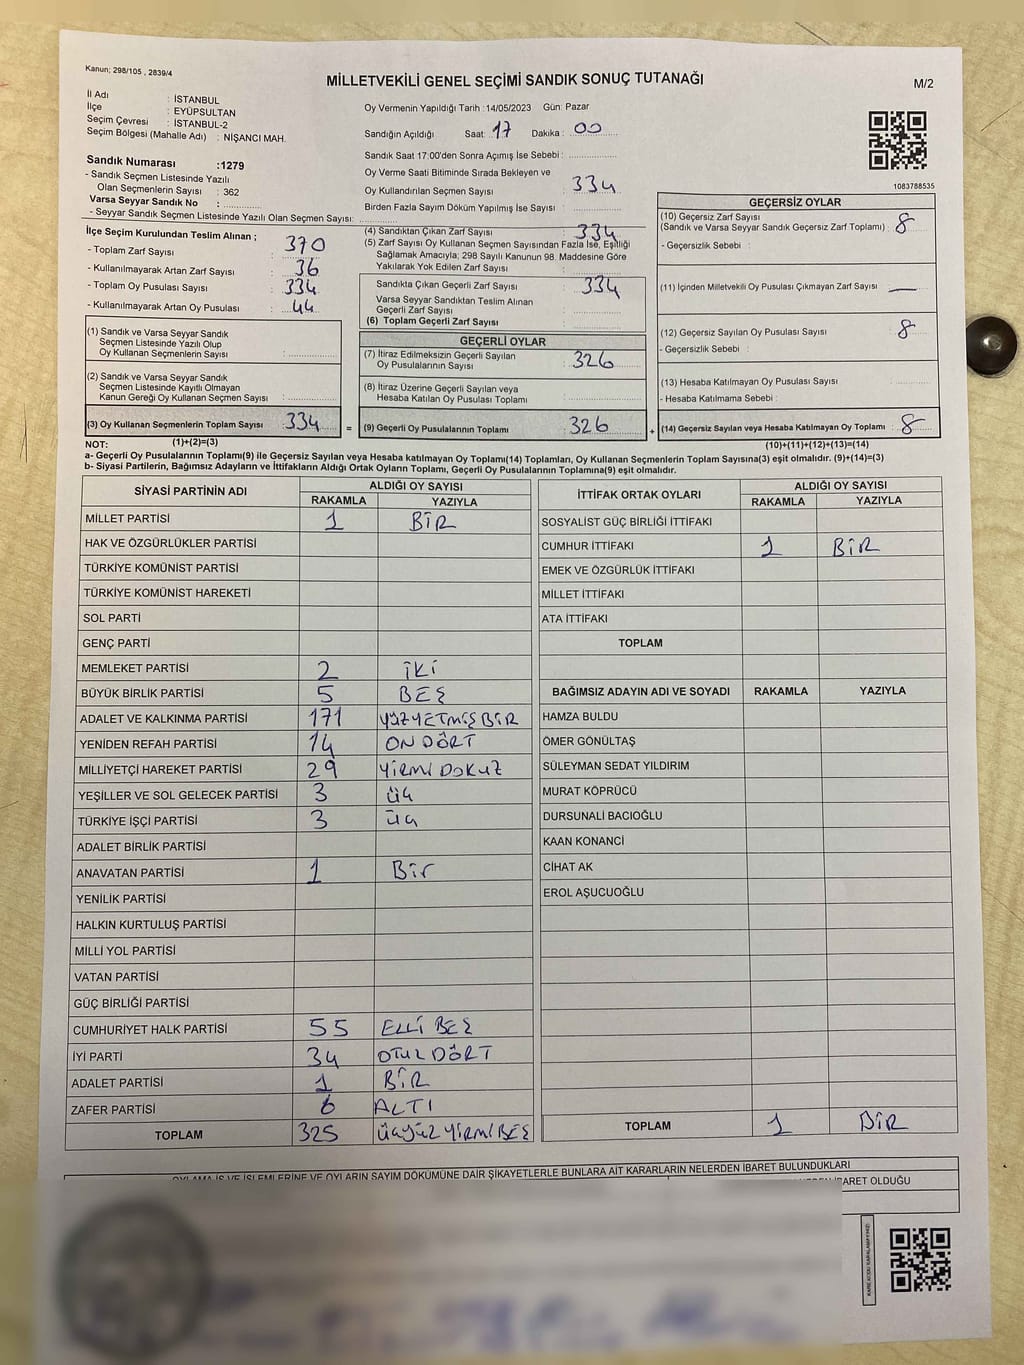 Kanun; 298/105 , 2839/4
MİLLETVEKİLİ GENEL SEÇİMİ SANDIK SONUÇ TUTANAĞI
M/2
İl Adı : İSTANBUL
İlçe : EYÜPSULTAN
Seçim Çevresi : İSTANBUL-2
Seçim Bölgesi (Mahalle Adı) : NİŞANCI MAH.
Sandık Numarası :1279
- Sandık Seçmen Listesinde Yazılı
Olan Seçmenlerin Sayısı : 362
Varsa Seyyar Sandık No :
- Seyyar Sandık Seçmen Listesinde Yazılı Olan Seçmen Sayısı:
Oy Vermenin Yapıldığı Tarih :14/05/2023 Gün: Pazar
Sandığın Açıldığı Saat: 17 Dakika : 00
Sandık Saat 17:00'den Sonra Açımış İse Sebebi :
Oy Verme Saati Bitiminde Sırada Bekleyen ve
Oy Kullandırılan Seçmen Sayısı : 334
Birden Fazla Sayım Döküm Yapılmış İse Sayısı :
1083788535
İlçe Seçim Kurulundan Teslim Alınan ;
- Toplam Zarf Sayısı : 370
- Kullanılmayarak Artan Zarf Sayısı : 36
- Toplam Oy Pusulası Sayısı : 334
- Kullanılmayarak Artan Oy Pusulası : 44
(4) Sandıktan Çıkan Zarf Sayısı : 334
(5) Zarf Sayısı Oy Kullanan Seçmen Sayısından Fazla İse, Eşitliği
Sağlamak Amacıyla; 298 Sayılı Kanunun 98. Maddesine Göre
Yakılarak Yok Edilen Zarf Sayısı :
Sandıkta Çıkan Geçerli Zarf Sayısı : 334
Varsa Seyyar Sandıktan Teslim Alınan
Geçerli Zarf Sayısı :
(6) Toplam Geçerli Zarf Sayısı
GEÇERSİZ OYLAR
(10) Geçersiz Zarf Sayısı
(Sandık ve Varsa Seyyar Sandık Geçersiz Zarf Toplamı) : 8
- Geçersizlik Sebebi :
(11) İçinden Milletvekili Oy Pusulası Çıkmayan Zarf Sayısı : —
(12) Geçersiz Sayılan Oy Pusulası Sayısı : 8
- Geçersizlik Sebebi :
(13) Hesaba Katılmayan Oy Pusulası Sayısı :
- Hesaba Katılmama Sebebi :
(14) Geçersiz Sayılan veya Hesaba Katılmayan Oy Toplamı : 8
(1) Sandık ve Varsa Seyyar Sandık
Seçmen Listesinde Yazılı Olup
Oy Kullanan Seçmenlerin Sayısı :
(2) Sandık ve Varsa Seyyar Sandık
Seçmen Listesinde Kayıtlı Olmayan
Kanun Gereği Oy Kullanan Seçmen Sayısı :
(3) Oy Kullanan Seçmenlerin Toplam Sayısı : 334 =
GEÇERLİ OYLAR
(7) İtiraz Edilmeksizin Geçerli Sayılan
Oy Pusulalarının Sayısı : 326
(8) İtiraz Üzerine Geçerli Sayılan veya
Hesaba Katılan Oy Pusulası Toplamı :
(9) Geçerli Oy Pusulalarının Toplamı : 326 +
NOT: (1)+(2)=(3) (10)+(11)+(12)+(13)=(14)
a- Geçerli Oy Pusulaları Toplamı(9) ile Geçersiz Sayılan veya Hesaba katılmayan Oy Toplamı(14) Toplamları, Oy Kullanan Seçmenlerin Toplam Sayısına(3) eşit olmalıdır. (9)+(14)=(3)
b- Siyasi Partilerin, Bağımsız Adayların ve İttifakların Aldığı Ortak Oyların Toplamı, Geçerli Oy Pusulalarının Toplamına(9) eşit olmalıdır.
SİYASİ PARTİNİN ADI ALDIĞI OY SAYISI
RAKAMLA YAZIYLA
MİLLET PARTİSİ 1 BİR
HAK VE ÖZGÜRLÜKLER PARTİSİ
TÜRKİYE KOMÜNİST PARTİSİ
TÜRKİYE KOMÜNİST HAREKETİ
SOL PARTİ
GENÇ PARTİ
MEMLEKET PARTİSİ 2 İKİ
BÜYÜK BİRLİK PARTİSİ 5 BEŞ
ADALET VE KALKINMA PARTİSİ 171 YÜZYETMİŞBİR
YENİDEN REFAH PARTİSİ 14 ON DÖRT
MİLLİYETÇİ HAREKET PARTİSİ 29 YİRMİ DOKUZ
YEŞİLLER VE SOL GELECEK PARTİSİ 3 üç
TÜRKİYE İŞÇİ PARTİSİ 3 üç
ADALET BİRLİK PARTİSİ
ANAVATAN PARTİSİ 1 Bir
YENİLİK PARTİSİ
HALKIN KURTULUŞ PARTİSİ
MİLLİ YOL PARTİSİ
VATAN PARTİSİ
GÜÇ BİRLİĞİ PARTİSİ
CUMHURİYET HALK PARTİSİ 55 ELLİ BEŞ
İYİ PARTİ 34 OTUZ DÖRT
ADALET PARTİSİ 1 BİR
ZAFER PARTİSİ 6 ALTI
TOPLAM 325 üçyüz YİRMİ BEŞ
İTTİFAK ORTAK OYLARI ALDIĞI OY SAYISI
RAKAMLA YAZIYLA
SOSYALİST GÜÇ BİRLİĞİ İTTİFAKI
CUMHUR İTTİFAKI 1 BİR
EMEK VE ÖZGÜRLÜK İTTİFAKI
MİLLET İTTİFAKI
ATA İTTİFAKI
TOPLAM
BAĞIMSIZ ADAYIN ADI VE SOYADI RAKAMLA YAZIYLA
HAMZA BULDU
ÖMER GÖNÜLTAŞ
SÜLEYMAN SEDAT YILDIRIM
MURAT KÖPRÜCÜ
DURSUNALİ BACIOĞLU
KAAN KONANCİ
CİHAT AK
EROL AŞUCUOĞLU
TOPLAM 1 BİR
OYLAMA İŞ VE İŞLEMLERİNE VE OYLARIN SAYIM DÖKÜMÜNE DAİR ŞİKAYETLERLE BUNLARA AİT KARARLARIN NELERDEN İBARET BULUNDUKLARI
İBARET OLDUĞU